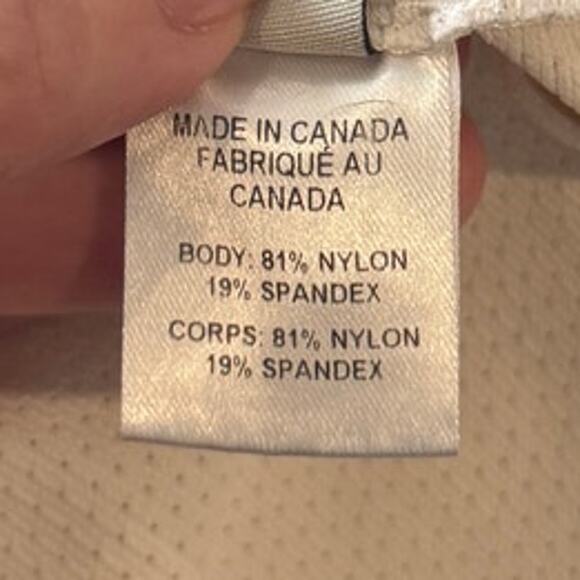 MADE IN CANADA
FABRIQUÉ AU
CANADA
BODY: 81% NYLON
19% SPANDEX
CORPS: 81% NYLON
19% SPANDEX